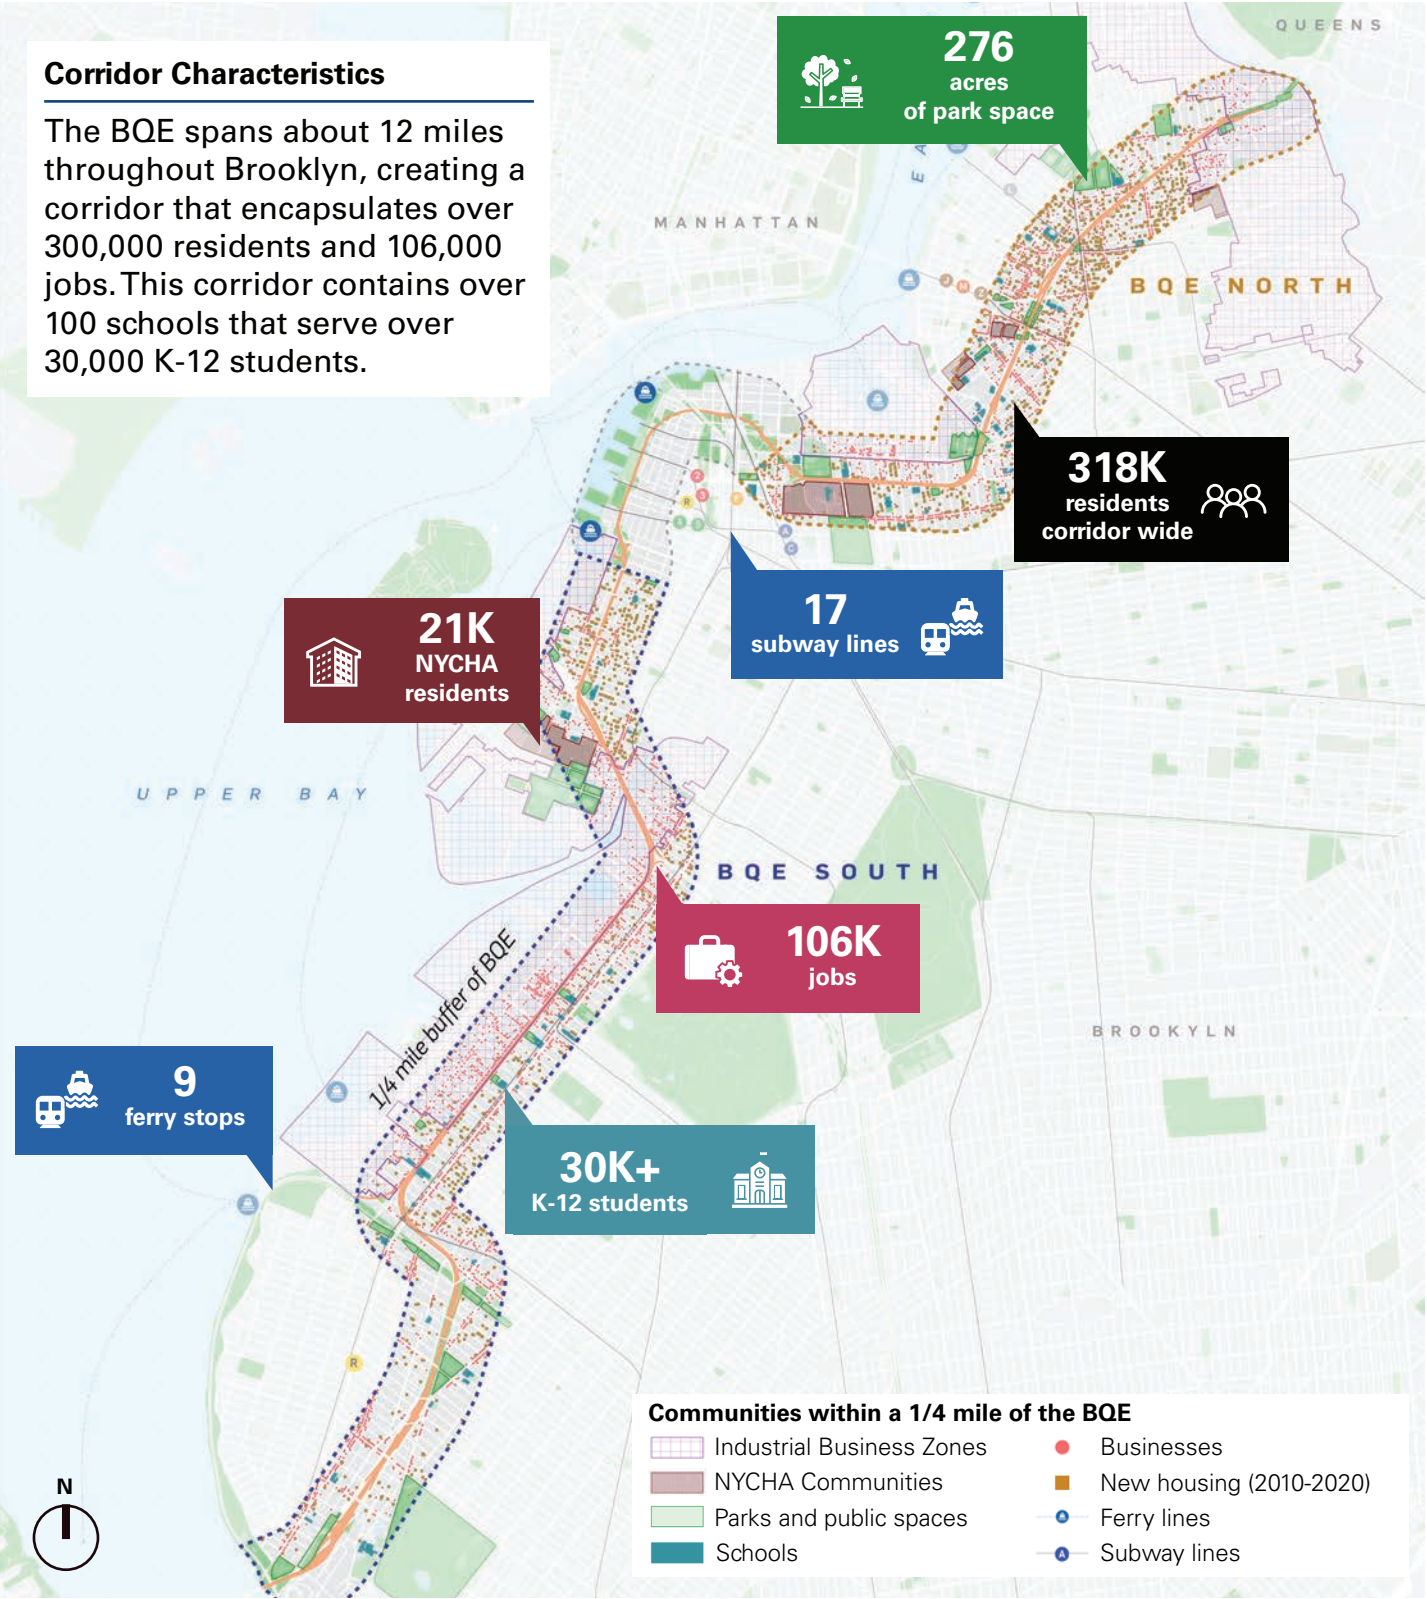 QUEENS
Corridor Characteristics
The BQE spans about 12 miles
throughout Brooklyn, creating a
corridor that encapsulates over
300,000 residents and 106,000
jobs. This corridor contains over
100 schools that serve over
30,000 K-12 students.
276
acres
of park space
E A
MANHATTAN
L
J
M
Z
BQE NORTH
318K
residents
corridor wide
2
3
R
F
4
5
A
C
17
subway lines
21K
NYCHA
residents
UPPER BAY
BQE SOUTH
106K
jobs
1/4 mile buffer of BQE
BROOKYLN
9
ferry stops
30K+
K-12 students
R
N
Communities within a 1/4 mile of the BQE
Industrial Business Zones
NYCHA Communities
Parks and public spaces
Schools
Businesses
New housing (2010-2020)
Ferry lines
A
Subway lines